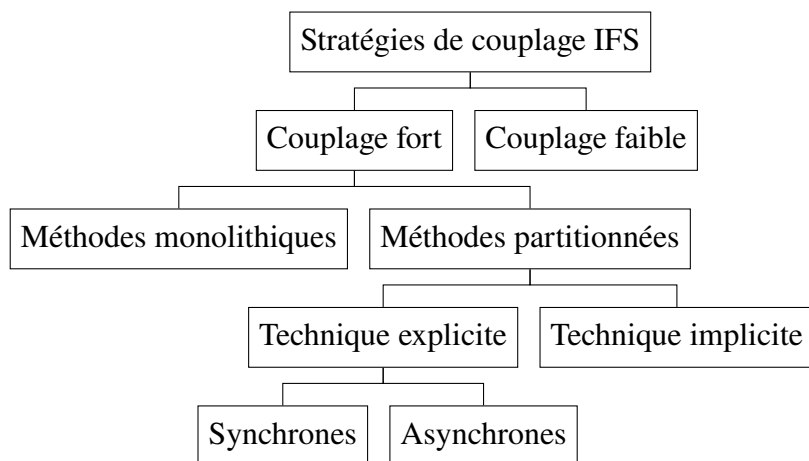 Stratégies de couplage IFS
Couplage fort
Couplage faible
Méthodes monolithiques
Méthodes partitionnées
Technique explicite
Technique implicite
Synchrones
Asynchrones